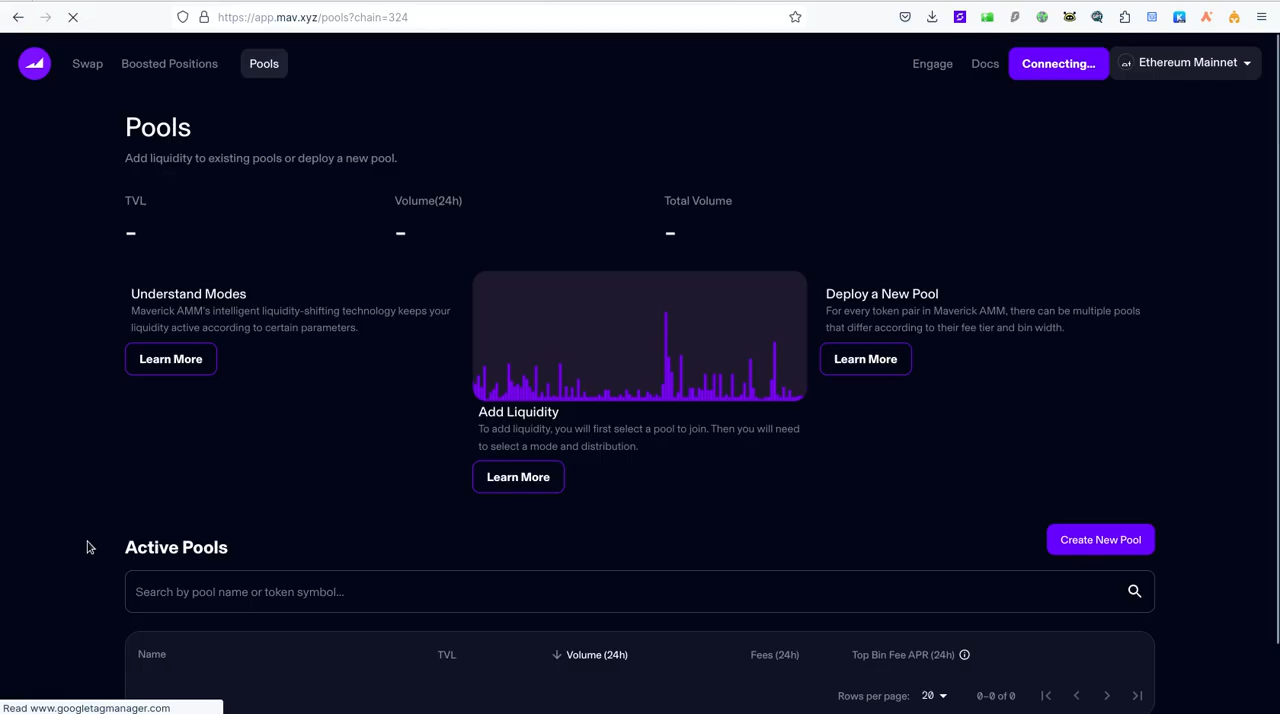 https://app.mav.xyz/pools?chain=324
Swap
Boosted Positions
Pools
Engage
Docs
Connecting...
Ethereum Mainnet
Pools
Add liquidity to existing pools or deploy a new pool.
TVL
Volume(24h)
Total Volume
–
–
–
Understand Modes
Maverick AMM's intelligent liquidity-shifting technology keeps your
liquidity active according to certain parameters.
Learn More
Add Liquidity
To add liquidity, you will first select a pool to join. Then you will need
to select a mode and distribution.
Learn More
Deploy a New Pool
For every token pair in Maverick AMM, there can be multiple pools
that differ according to their fee tier and bin width.
Learn More
Active Pools
Create New Pool
Search by pool name or token symbol...
Name
TVL
Volume (24h)
Fees (24h)
Top Bin Fee APR (24h)
Rows per page:
20
0–0 of 0
Read www.googletagmanager.com